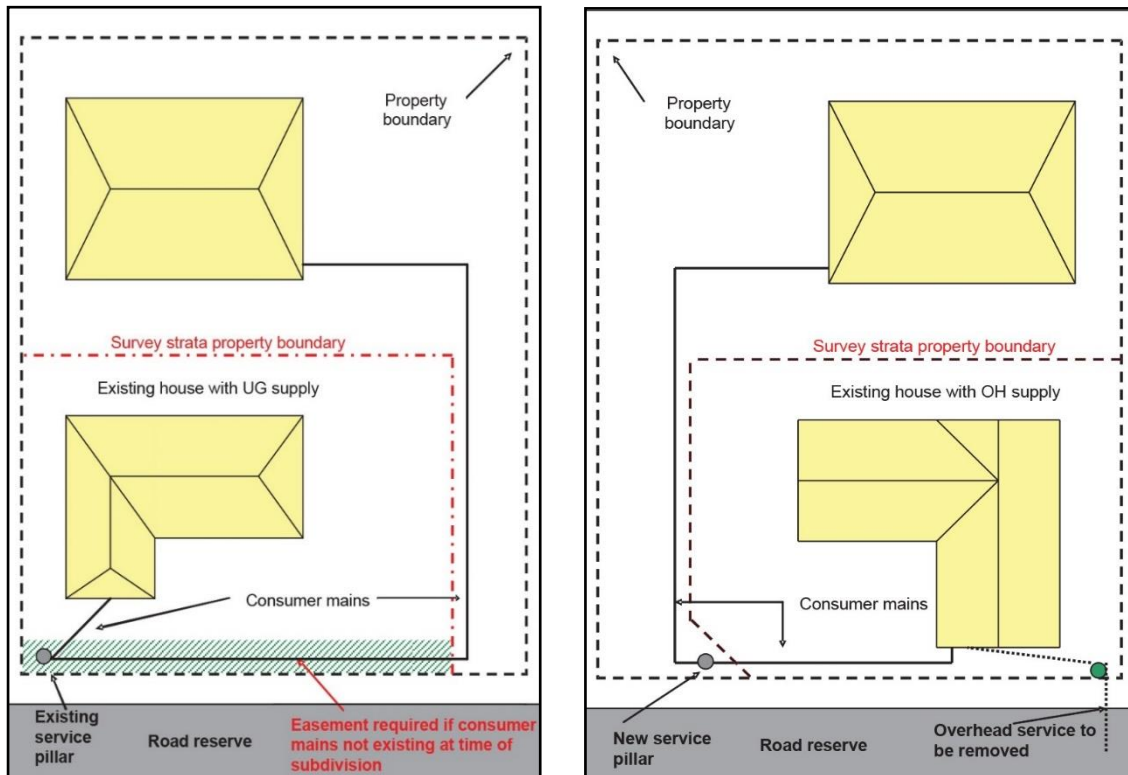 Property
boundary
Survey strata property boundary
Existing house with UG supply
Consumer mains
Existing
service
pillar
Road reserve
Easement required if consumer
mains not existing at time of
subdivision
Property
boundary
Survey strata property boundary
Existing house with OH supply
Consumer mains
New service
pillar
Road reserve
Overhead service to
be removed